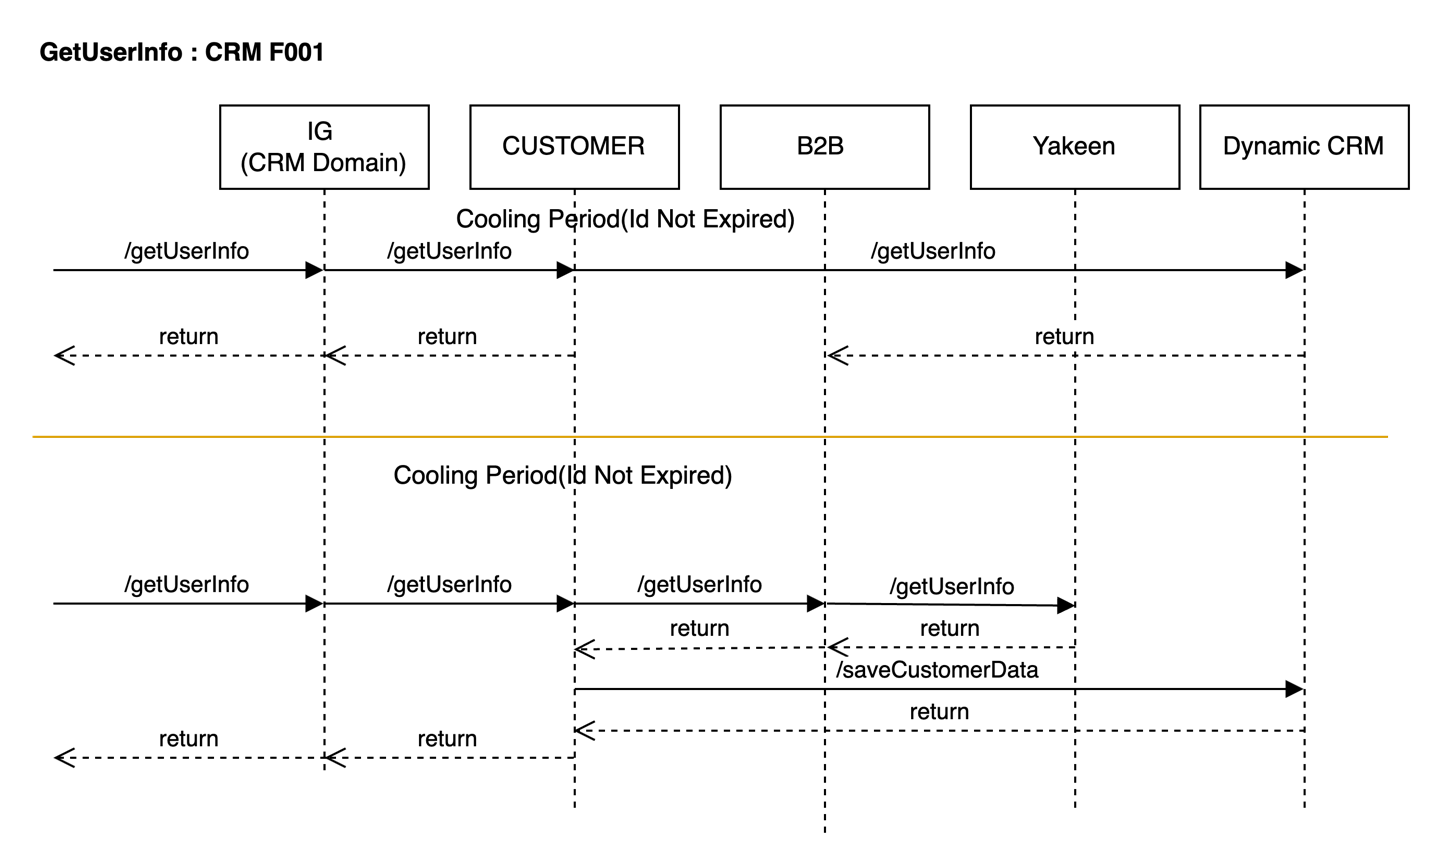 GetUserInfo : CRM F001
IG
(CRM Domain)
CUSTOMER
B2B
Yakeen
Dynamic CRM
Cooling Period(Id Not Expired)
/getUserInfo
/getUserInfo
/getUserInfo
return
return
return
Cooling Period(Id Not Expired)
/getUserInfo
/getUserInfo
/getUserInfo
/getUserInfo
return
return
/saveCustomerData
return
return
return